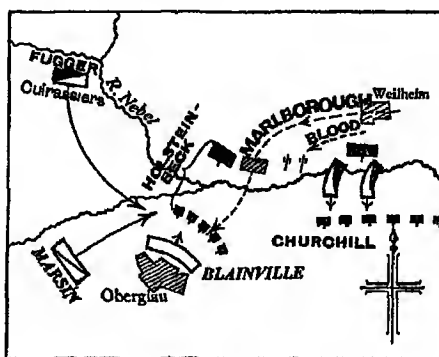 FUGGER
Cuirassiers
R. Nebel
HOLSTEIN-
BECK
MARLBOROUGH
Weilheim
BLOOD
CHURCHILL
MARSIN
BLAINVILLE
Oberglau